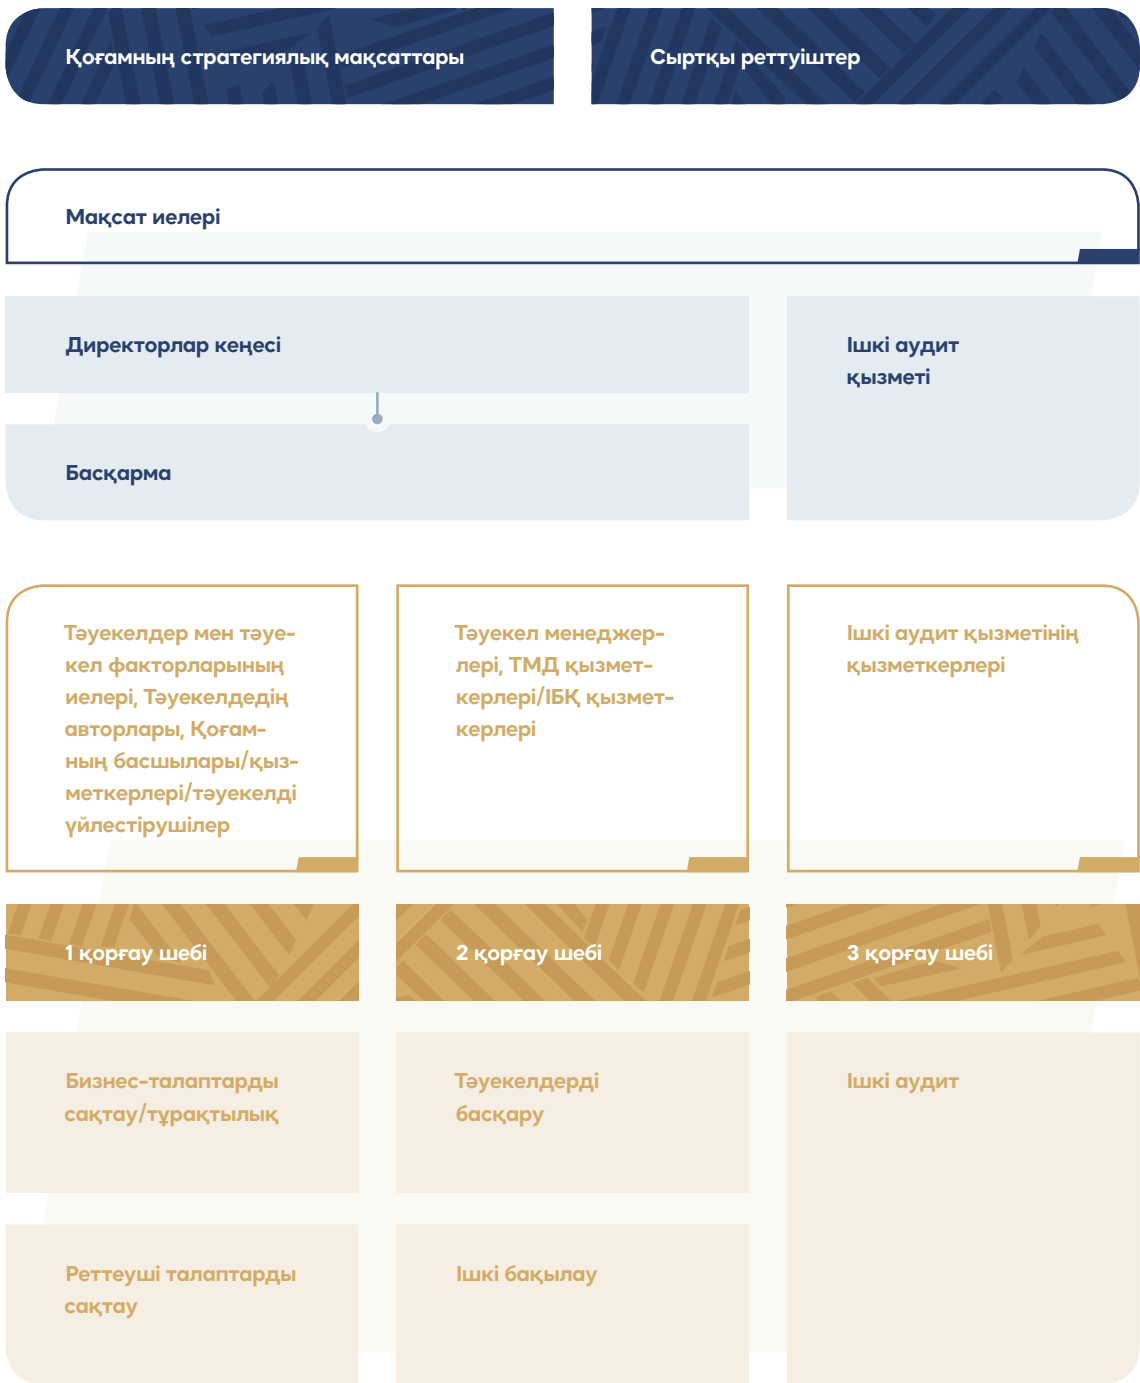 Қоғамның стратегиялық мақсаттары
Сыртқы реттуіштер
Мақсат иелері
Директорлар кеңесі
Ішкі аудит
қызметі
Басқарма
Тәуекелдер мен тәуе-
кел факторларының
иелері, Тәуекелдедің
авторлары, Қоғам-
ның басшылары/қыз-
меткерлері/тәуекелді
үйлестірушілер
Тәуекел менеджер-
лері, ТМД қызмет-
керлері/ІБҚ қызмет-
керлері
Ішкі аудит қызметінің
қызметкерлері
1 қорғау шебі
2 қорғау шебі
3 қорғау шебі
Бизнес-талаптарды
сақтау/тұрақтылық
Тәуекелдерді
басқару
Ішкі аудит
Реттеуші талаптарды
сақтау
Ішкі бақылау